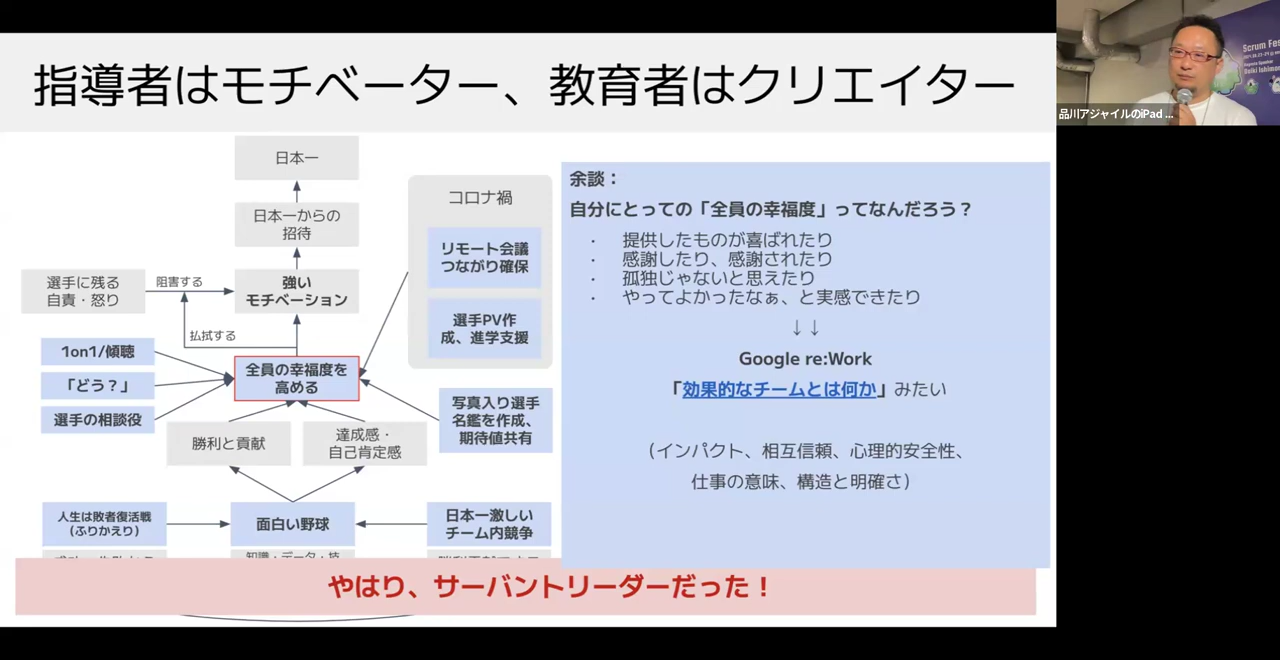 指導者はモチベーター、教育者はクリエイター
日本一
日本一からの
招待
強い
モチベーション
選手に残る
自責・怒り
阻害する
払拭する
1on1/傾聴
「どう？」
選手の相談役
全員の幸福度を
高める
コロナ禍
リモート会議
つながり確保
選手PV作
成、進学支援
写真入り選手
名鑑を作成、
期待値共有
勝利と貢献
達成感・
自己肯定感
人生は敗者復活戦
（ふりかえり）
面白い野球
日本一激しい
チーム内競争
知識・データ・技
やはり、サーバントリーダーだった！
余談：
自分にとっての「全員の幸福度」ってなんだろう？
・ 提供したものが喜ばれたり
・ 感謝したり、感謝されたり
・ 孤独じゃないと思えたり
・ やってよかったなぁ、と実感できたり
↓↓
Google re:Work
「効果的なチームとは何か」みたい
（インパクト、相互信頼、心理的安全性、
仕事の意味、構造と明確さ）
Scrum Fes
品川アジャイルのiPad ...